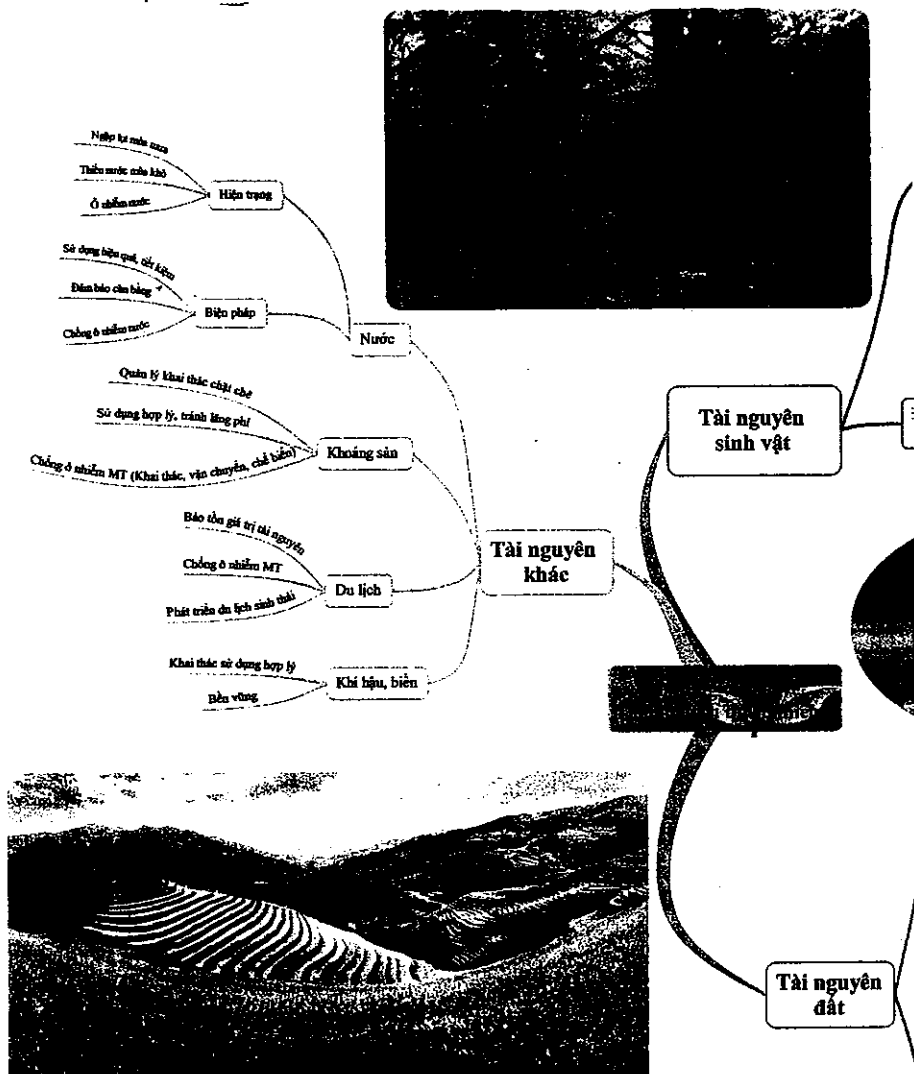 Ngập lụt mùa mưa
Thiếu nước mùa khô
Ô nhiễm nước
Hiện trạng
Sử dụng hiệu quả, tiết kiệm
Đảm bảo cân bằng
Chống ô nhiễm nước
Biện pháp
Nước
Quản lý khai thác chặt chẽ
Sử dụng hợp lý, tránh lãng phí
Chống ô nhiễm MT (Khai thác, vận chuyển, chế biến)
Khoáng sản
Bảo tồn giá trị tài nguyên
Chống ô nhiễm MT
Phát triển du lịch sinh thái
Du lịch
Khai thác sử dụng hợp lý
Bền vững
Khí hậu, biển
Tài nguyên
khác
Tài nguyên
sinh vật
Tài nguyên
đất